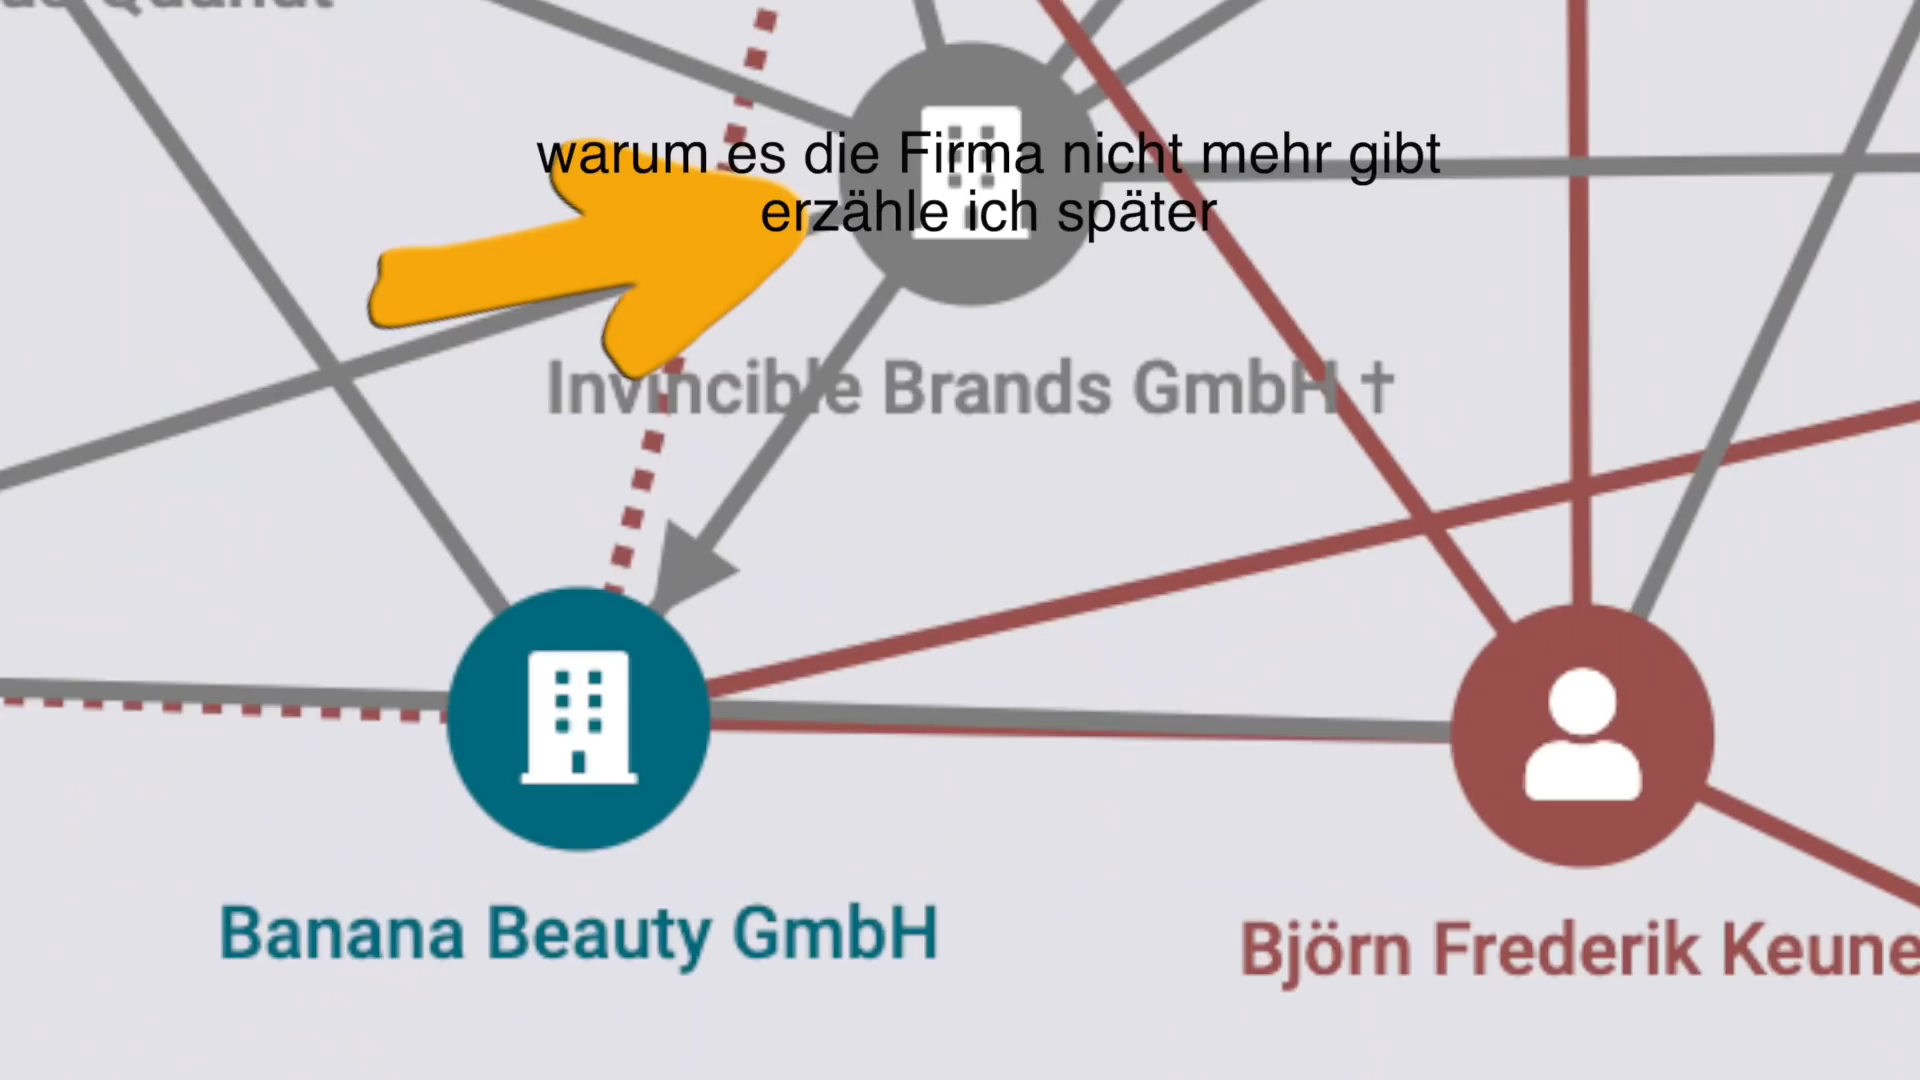 Quandt
warum es die Firma nicht mehr gibt
erzähle ich später
Invincible Brands GmbH †
Banana Beauty GmbH
Björn Frederik Keune